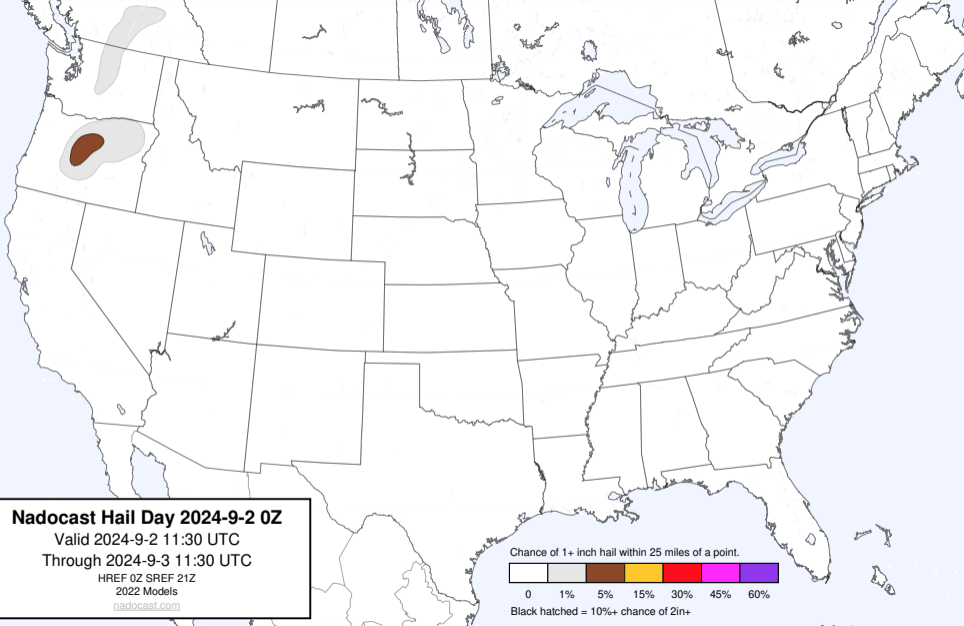 Nadocast Hail Day 2024-9-2 0Z
Valid 2024-9-2 11:30 UTC
Through 2024-9-3 11:30 UTC
HREF 0Z SREF 21Z
2022 Models
nadocast.com
Chance of 1+ inch hail within 25 miles of a point.
0 1% 5% 15% 30% 45% 60%
Black hatched = 10%+ chance of 2in+